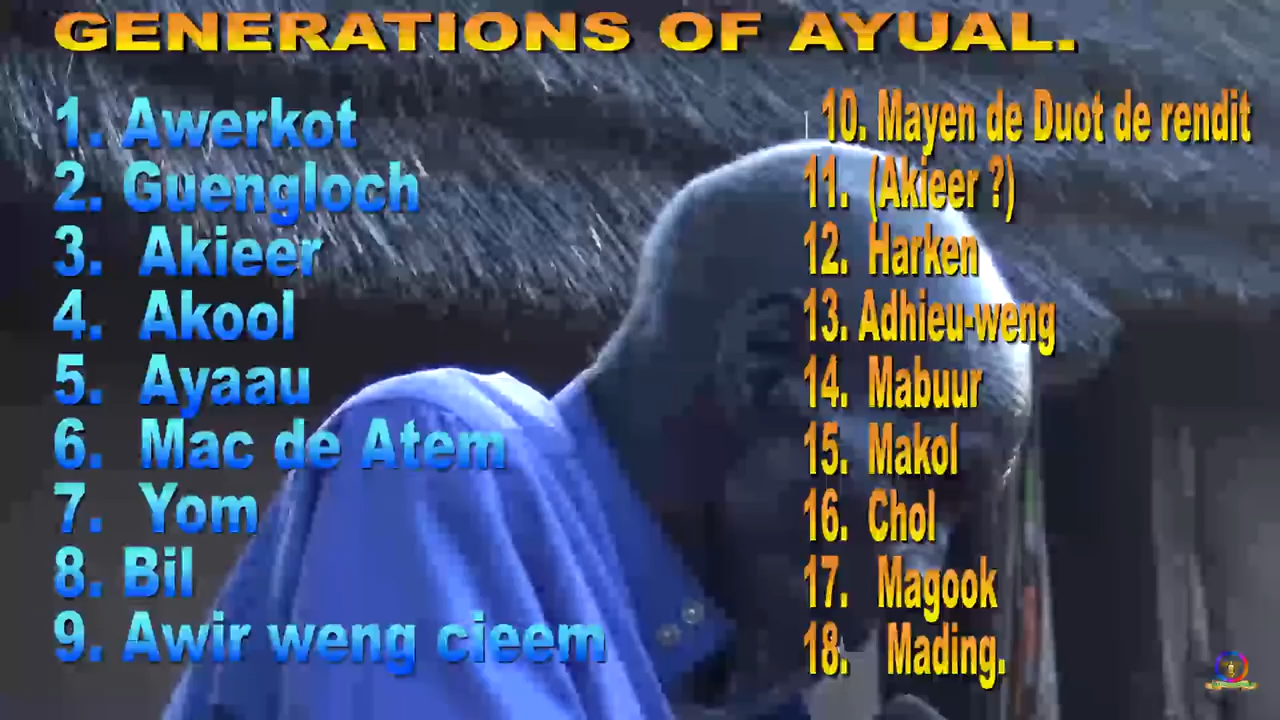 GENERATIONS OF AYUAL.
1. Awerkot
2. Guengloch
3. Akieer
4. Akool
5. Ayaau
6. Mac de Atem
7. Yom
8. Bil
9. Awir weng cieem
10. Mayen de Duot de rendit
11. (Akieer ?)
12. Harken
13. Adhieu-weng
14. Mabuur
15. Makol
16. Chol
17. Magook
18. Mading.